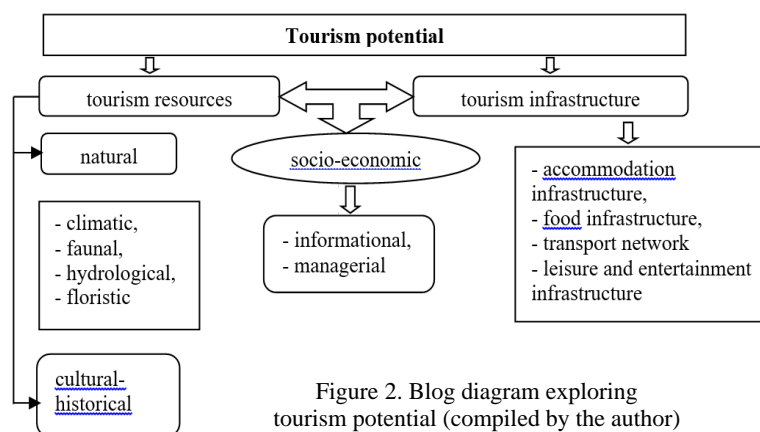 Tourism potential
tourism resources
tourism infrastructure
natural
socio-economic
- climatic,
- faunal,
- hydrological,
- floristic
- informational,
- managerial
- accommodation
infrastructure,
- food infrastructure,
- transport network
- leisure and entertainment
infrastructure
cultural-
historical
Figure 2. Blog diagram exploring
tourism potential (compiled by the author)